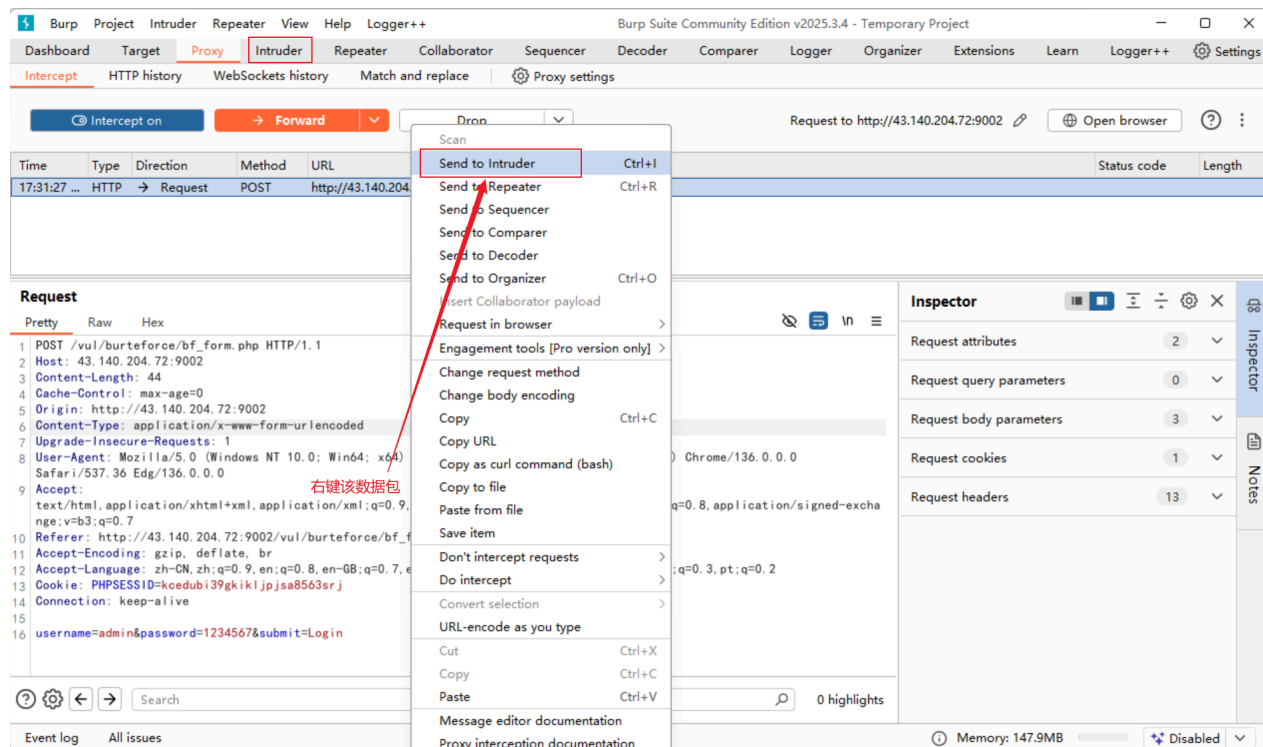 Burp Project Intruder Repeater View Help Logger++ Burp Suite Community Edition v2025.3.4 - Temporary Project
Dashboard Target Proxy Intruder Repeater Collaborator Sequencer Decoder Comparer Logger Organizer Extensions Learn Logger++ Settings
Intercept HTTP history WebSockets history Match and replace Proxy settings
Intercept on Forward Drop Request to http://43.140.204.72:9002 Open browser
Time Type Direction Method URL Status code Length
17:31:27 ... HTTP → Request POST http://43.140.204.
Scan
Send to Intruder Ctrl+I
Send to Repeater Ctrl+R
Send to Sequencer
Send to Comparer
Send to Decoder
Send to Organizer Ctrl+O
Insert Collaborator payload
Request in browser
Engagement tools [Pro version only]
Change request method
Change body encoding
Copy Ctrl+C
Copy URL
Copy as curl command (bash)
Copy to file
Paste from file
Save item
Don't intercept requests
Do intercept
Convert selection
URL-encode as you type
Cut Ctrl+X
Copy Ctrl+C
Paste Ctrl+V
Message editor documentation
Proxy interception documentation
右键该数据包
Request
Pretty Raw Hex \n
1 POST /vul/burteforce/bf_form.php HTTP/1.1
2 Host: 43.140.204.72:9002
3 Content-Length: 44
4 Cache-Control: max-age=0
5 Origin: http://43.140.204.72:9002
6 Content-Type: application/x-www-form-urlencoded
7 Upgrade-Insecure-Requests: 1
8 User-Agent: Mozilla/5.0 (Windows NT 10.0; Win64; x64) ) Chrome/136.0.0.0
Safari/537.36 Edg/136.0.0.0
9 Accept:
text/html,application/xhtml+xml,application/xml;q=0.9, q=0.8,application/signed-excha
nge;v=b3;q=0.7
10 Referer: http://43.140.204.72:9002/vul/burteforce/bf_f
11 Accept-Encoding: gzip, deflate, br
12 Accept-Language: zh-CN,zh;q=0.9,en;q=0.8,en-GB;q=0.7,e ;q=0.3,pt;q=0.2
13 Cookie: PHPSESSID=kcedubi39gkikljpjsa8563srj
14 Connection: keep-alive
15
16 username=admin&password=1234567&submit=Login
Search 0 highlights
Inspector
Request attributes 2
Request query parameters 0
Request body parameters 3
Request cookies 1
Request headers 13
Inspector
Notes
Event log All issues Memory: 147.9MB Disabled